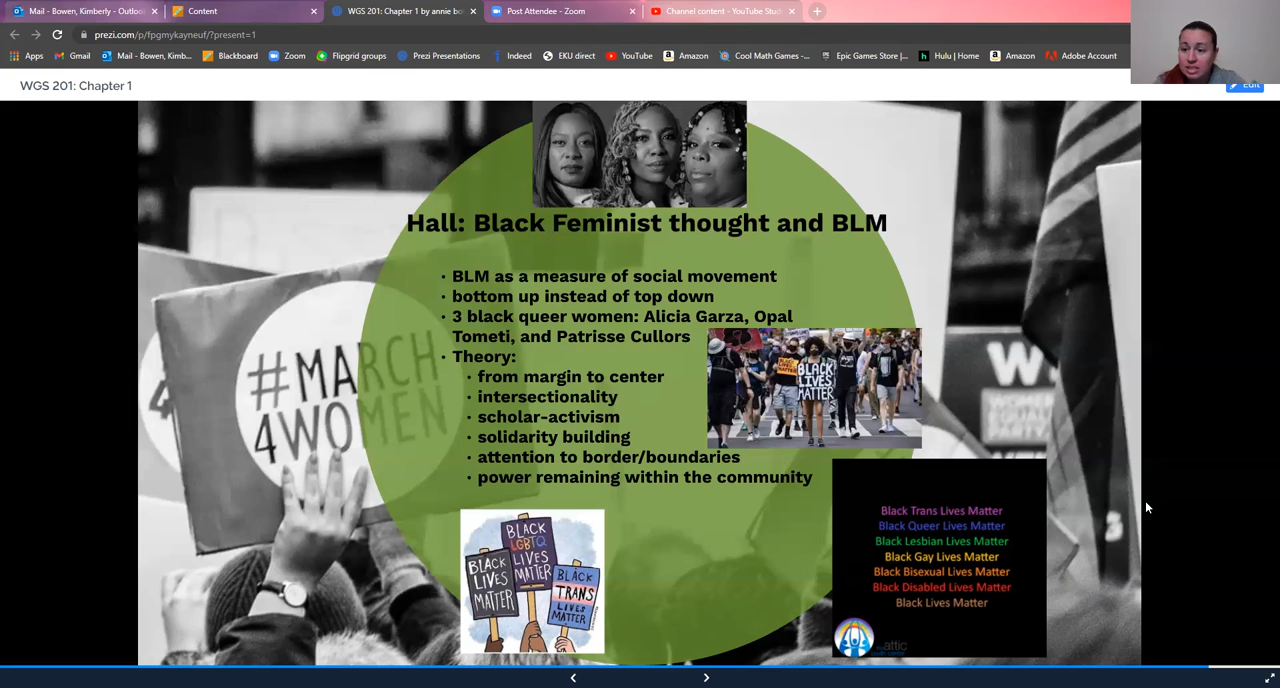 Mail - Bowen, Kimberly - Outloo
Content
WGS 201: Chapter 1 by annie bo
Post Attendee - Zoom
Channel content - YouTube Stud
prezi.com/p/fpgmykayneuf/?present=1
Apps
Gmail
Mail - Bowen, Kimb...
Blackboard
Zoom
Flipgrid groups
Prezi Presentations
Indeed
EKU direct
YouTube
Amazon
Cool Math Games -...
Epic Games Store |...
Hulu | Home
Amazon
Adobe Account
WGS 201: Chapter 1
Edit
Hall: Black Feminist thought and BLM
· BLM as a measure of social movement
· bottom up instead of top down
· 3 black queer women: Alicia Garza, Opal
Tometi, and Patrisse Cullors
· Theory:
· from margin to center
· intersectionality
· scholar-activism
· solidarity building
· attention to border/boundaries
· power remaining within the community
#MARCH
4WOMEN
BLACK
LIVES
MATTER
BLACK
LIVES
MATTER
BLACK
LGBTQ
LIVES
MATTER
BLACK
TRANS
LIVES
MATTER
Black Trans Lives Matter
Black Queer Lives Matter
Black Lesbian Lives Matter
Black Gay Lives Matter
Black Bisexual Lives Matter
Black Disabled Lives Matter
Black Lives Matter
attic